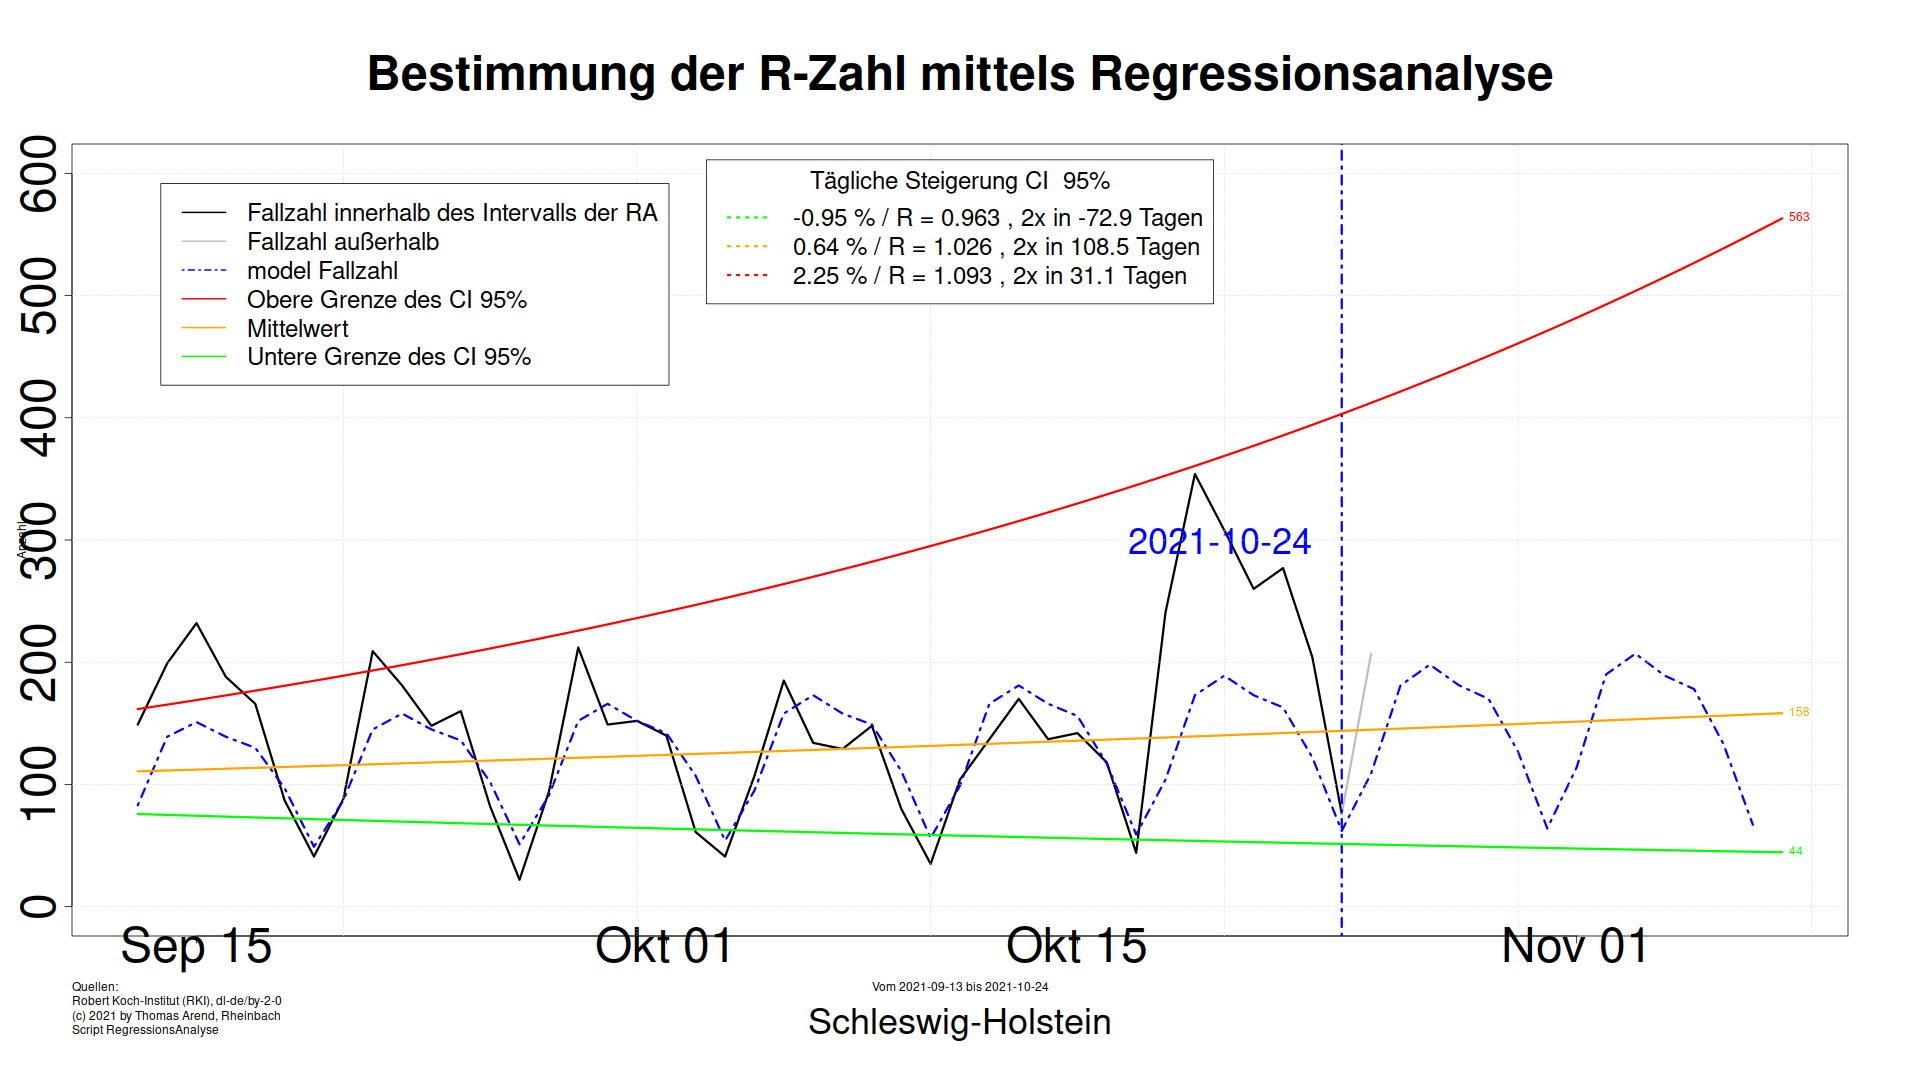 Bestimmung der R-Zahl mittels Regressionsanalyse
Fallzahl innerhalb des Intervalls der RA
Fallzahl außerhalb
model Fallzahl
Obere Grenze des CI 95%
Mittelwert
Untere Grenze des CI 95%
Tägliche Steigerung CI  95%
-0.95 % / R = 0.963 , 2x in -72.9 Tagen
0.64 % / R = 1.026 , 2x in 108.5 Tagen
2.25 % / R = 1.093 , 2x in 31.1 Tagen
600
500
400
300
200
100
0
Anzahl
563
2021-10-24
158
44
Sep 15
Okt 01
Okt 15
Nov 01
Quellen:
Robert Koch-Institut (RKI), dl-de/by-2-0
(c) 2021 by Thomas Arend, Rheinbach
Script RegressionsAnalyse
Vom 2021-09-13 bis 2021-10-24
Schleswig-Holstein